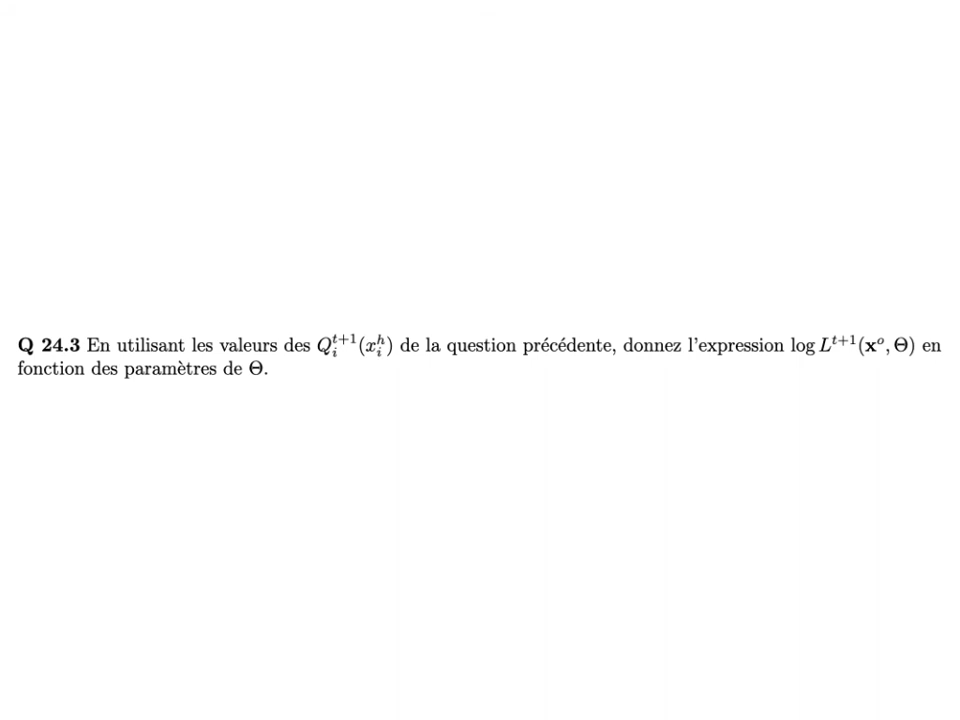 Q 24.3 En utilisant les valeurs des $Q_i^{t+1}(x_i^h)$ de la question précédente, donnez l'expression $\log L^{t+1}(\mathbf{x}^o, \Theta)$ en
fonction des paramètres de Θ.